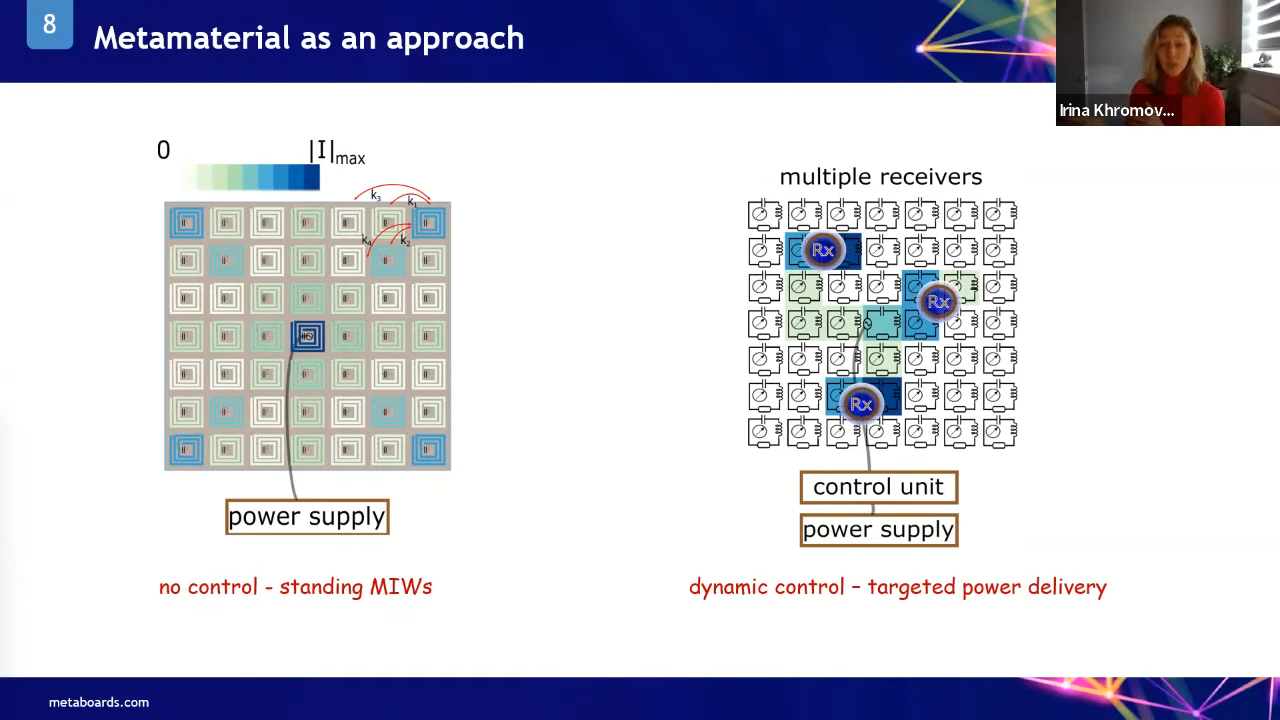 8
Metamaterial as an approach
Irina Khromov...
0
|I|max
k3
k1
k4
k2
multiple receivers
Rx
Rx
Rx
control unit
power supply
power supply
no control - standing MIWs
dynamic control – targeted power delivery
metaboards.com